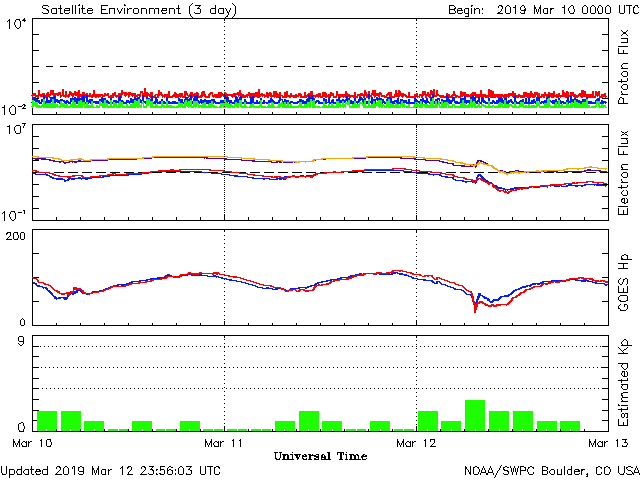 Satellite Environment (3 day) Begin: 2019 Mar 10 0000 UTC
10⁴
10⁻²
Proton Flux
10⁷
10⁻¹
Electron Flux
200
0
GOES Hp
9
0
Estimated Kp
Mar 10 Mar 11 Mar 12 Mar 13
Universal Time
Updated 2019 Mar 12 23:56:03 UTC NOAA/SWPC Boulder, CO USA